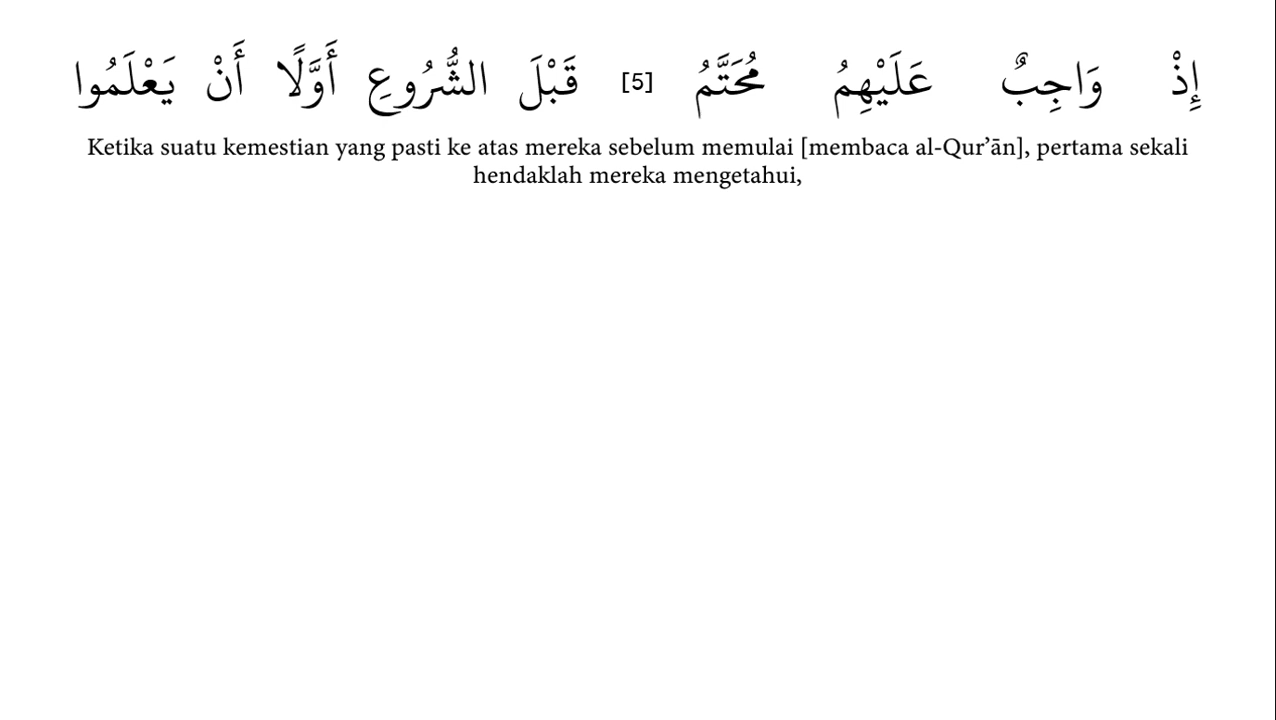 إِذْ وَاجِبٌ عَلَيْهِمُ مُحَتَّمُ [5] قَبْلَ الشُّرُوعِ أَوَّلًا أَنْ يَعْلَمُوا
Ketika suatu kemestian yang pasti ke atas mereka sebelum memulai [membaca al-Qur’ān], pertama sekali
hendaklah mereka mengetahui,